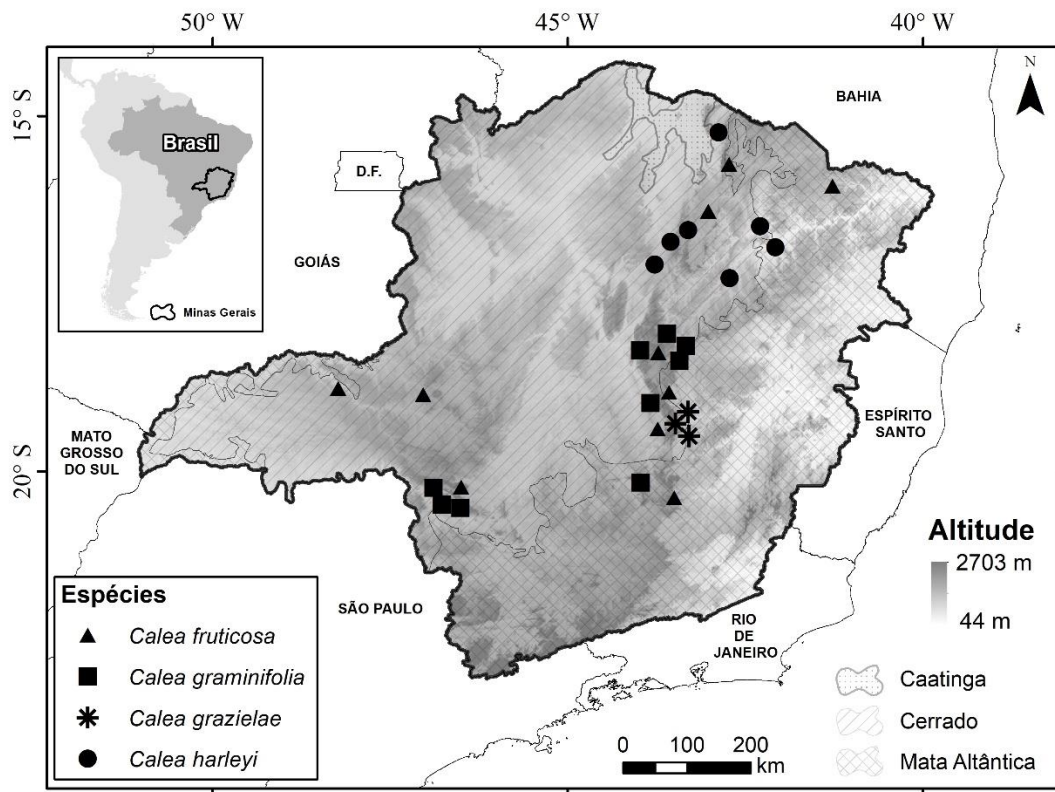 50° W
45° W
40° W
15° S
20° S
N
Brasil
Minas Gerais
BAHIA
D.F.
GOIÁS
MATO
GROSSO
DO SUL
ESPÍRITO
SANTO
SÃO PAULO
RIO
DE
JANEIRO
Altitude
2703 m
44 m
Espécies
Calea fruticosa
Calea graminifolia
Calea grazielae
Calea harleyi
0 100 200
km
Caatinga
Cerrado
Mata Altântica